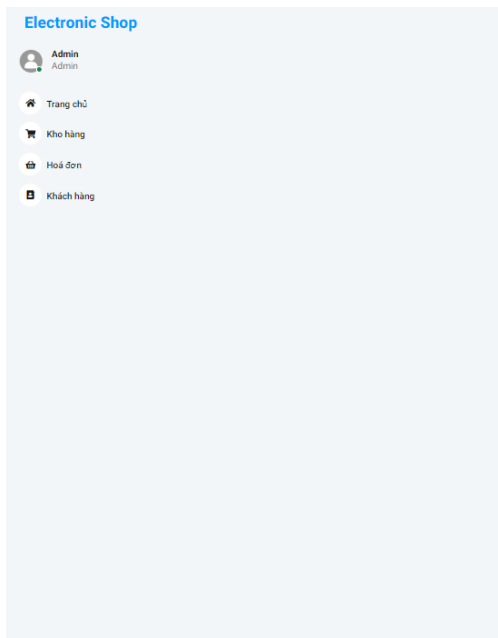 Electronic Shop
Admin
Admin
Trang chủ
Kho hàng
Hoá đơn
Khách hàng